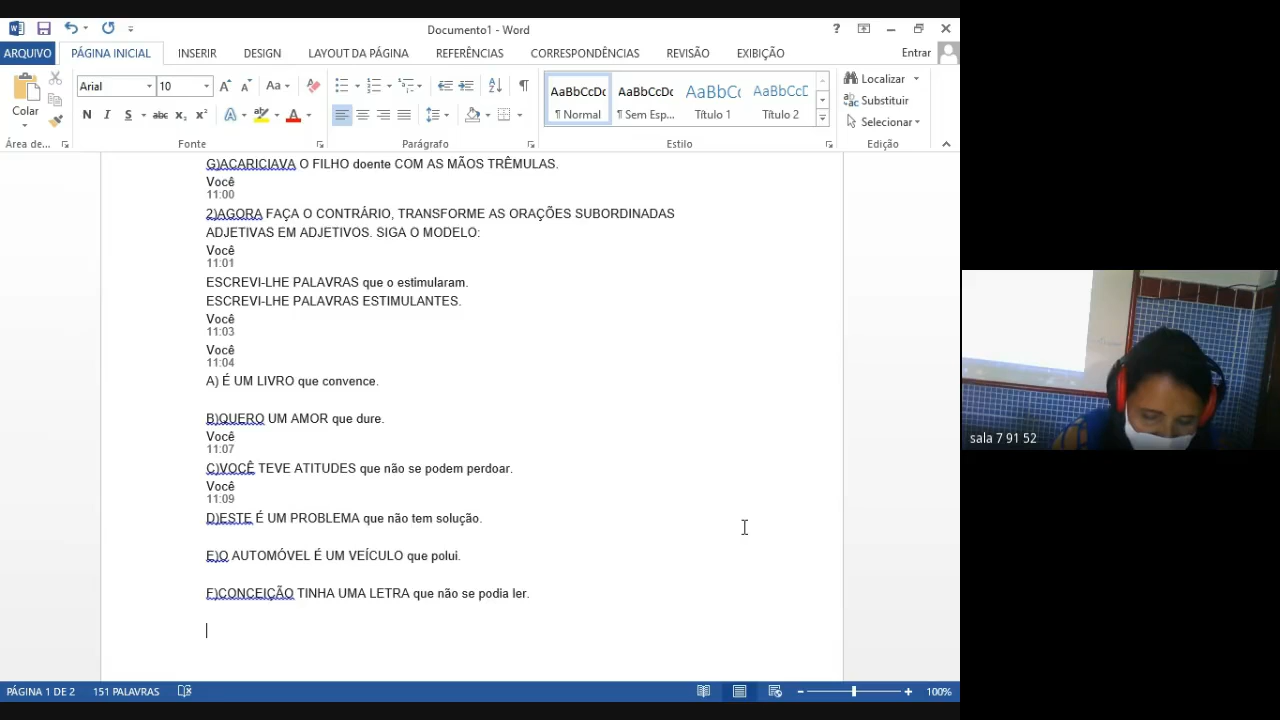 Documento1 - Word
ARQUIVO PÁGINA INICIAL INSERIR DESIGN LAYOUT DA PÁGINA REFERÊNCIAS CORRESPONDÊNCIAS REVISÃO EXIBIÇÃO Entrar
Colar
Arial 10
Aa
N I S abc x₂ x²
A A
AaBbCcDc AaBbCcDc AaBbCc AaBbCcD
¶ Normal ¶ Sem Esp... Título 1 Título 2
Localizar
Substituir
Selecionar
Área de... Fonte Parágrafo Estilo Edição
G)ACARICIAVA O FILHO doente COM AS MÃOS TRÊMULAS.
Você
11:00
2)AGORA FAÇA O CONTRÁRIO, TRANSFORME AS ORAÇÕES SUBORDINADAS
ADJETIVAS EM ADJETIVOS. SIGA O MODELO:
Você
11:01
ESCREVI-LHE PALAVRAS que o estimularam.
ESCREVI-LHE PALAVRAS ESTIMULANTES.
Você
11:03
Você
11:04
A) É UM LIVRO que convence.
B)QUERO UM AMOR que dure.
Você
11:07
C)VOCÊ TEVE ATITUDES que não se podem perdoar.
Você
11:09
D)ESTE É UM PROBLEMA que não tem solução.
E)O AUTOMÓVEL É UM VEÍCULO que polui.
F)CONCEIÇÃO TINHA UMA LETRA que não se podia ler.
PÁGINA 1 DE 2 151 PALAVRAS 100%
sala 7 91 52